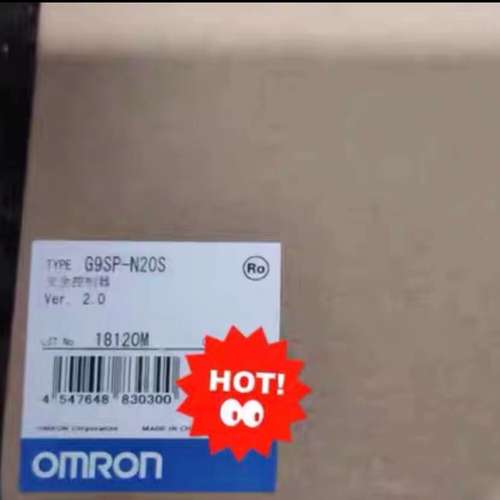 TYPE G9SP-N20S
Ro
安全控制器
Ver. 2.0
LOT No 18120M
4 547648 830300
OMRON Corporation MADE IN CH
HOT!
OMRON